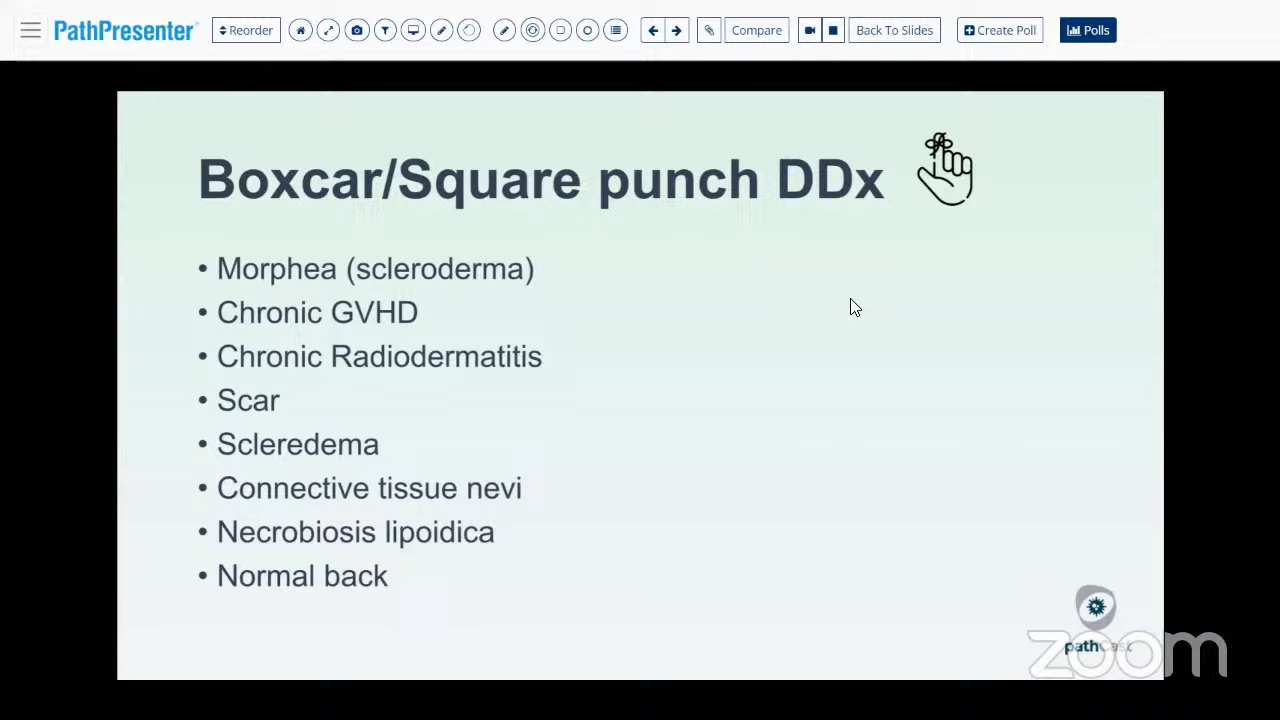 PathPresenter
Reorder
Compare
Back To Slides
Create Poll
Polls
Boxcar/Square punch DDx
• Morphea (scleroderma)
• Chronic GVHD
• Chronic Radiodermatitis
• Scar
• Scleredema
• Connective tissue nevi
• Necrobiosis lipoidica
• Normal back
pathCast
zoom